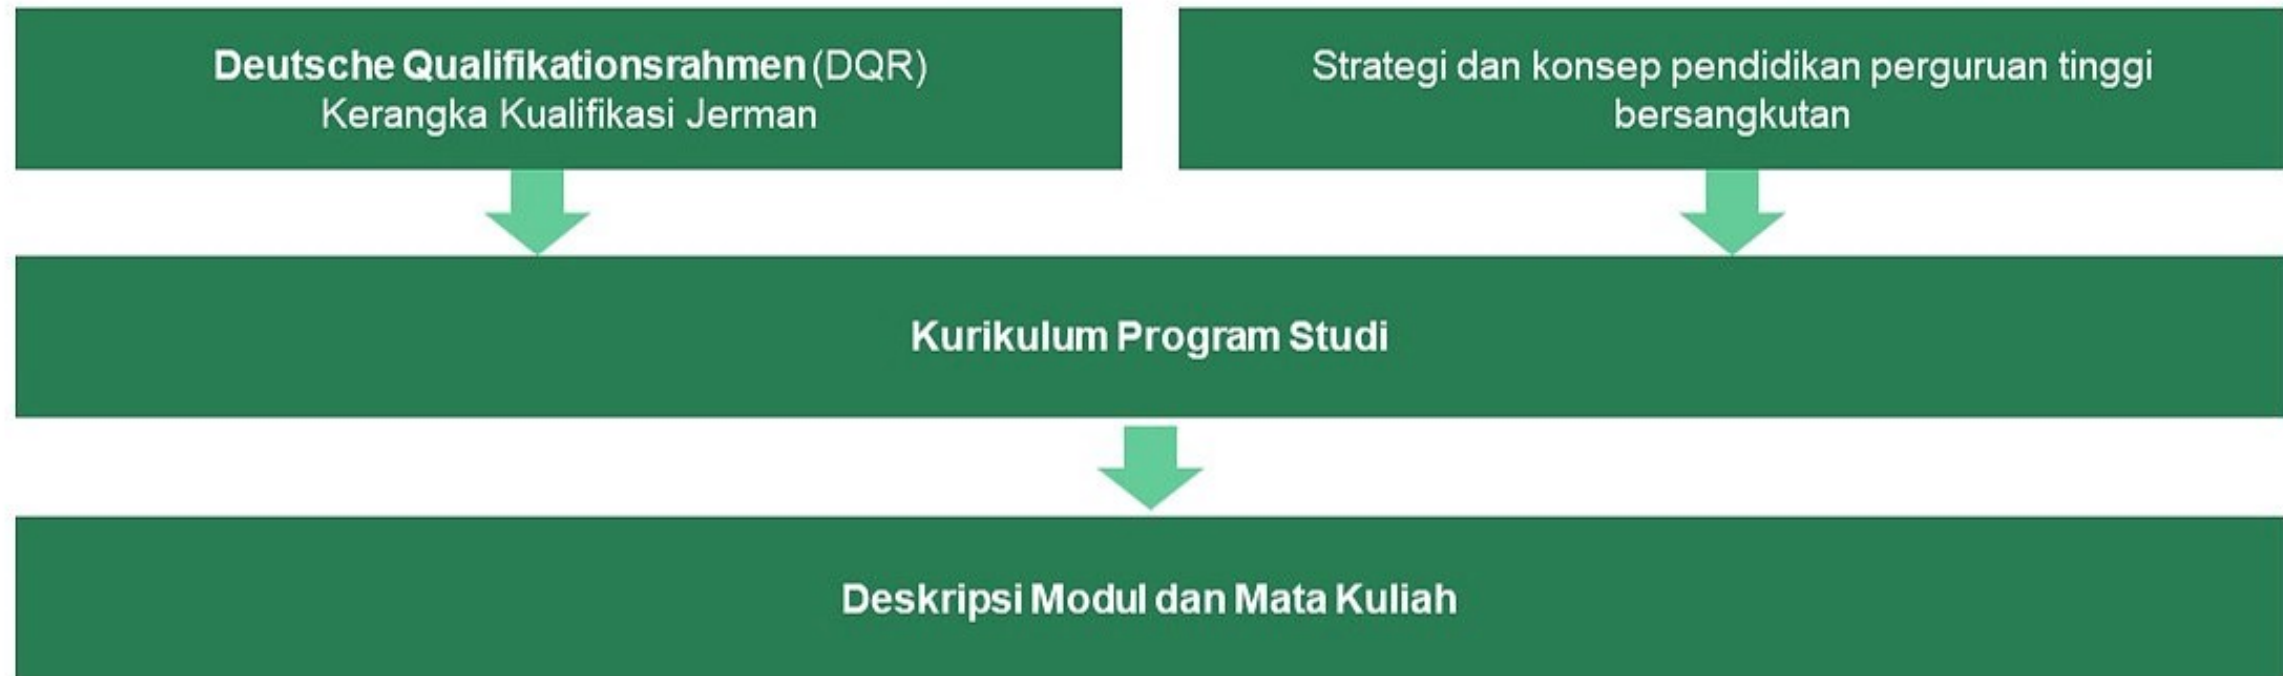 Deutsche Qualifikationsrahmen (DQR)
Kerangka Kualifikasi Jerman
Strategi dan konsep pendidikan perguruan tinggi
bersangkutan
Kurikulum Program Studi
Deskripsi Modul dan Mata Kuliah